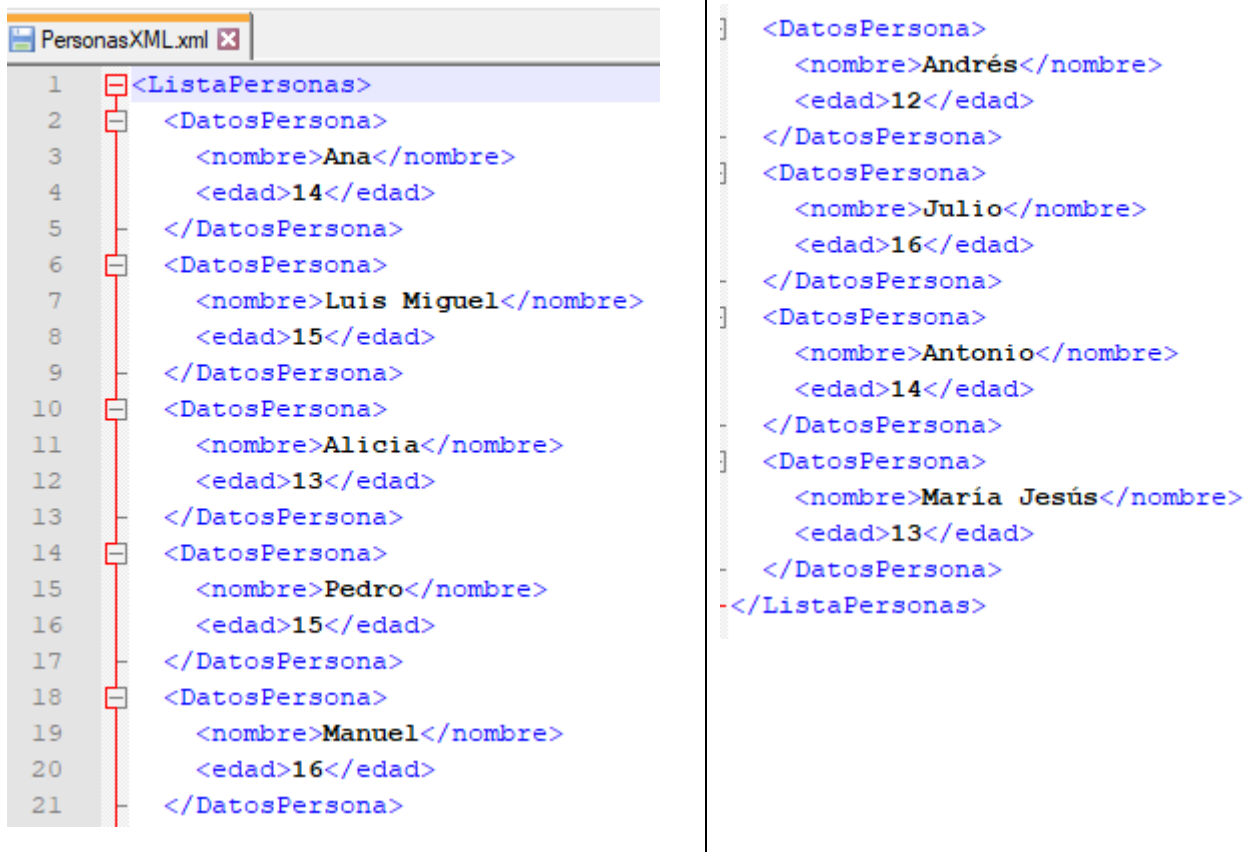 PersonasXML.xml
1 <ListaPersonas>
2 <DatosPersona>
3 <nombre>Ana</nombre>
4 <edad>14</edad>
5 </DatosPersona>
6 <DatosPersona>
7 <nombre>Luis Miguel</nombre>
8 <edad>15</edad>
9 </DatosPersona>
10 <DatosPersona>
11 <nombre>Alicia</nombre>
12 <edad>13</edad>
13 </DatosPersona>
14 <DatosPersona>
15 <nombre>Pedro</nombre>
16 <edad>15</edad>
17 </DatosPersona>
18 <DatosPersona>
19 <nombre>Manuel</nombre>
20 <edad>16</edad>
21 </DatosPersona>
<DatosPersona>
<nombre>Andrés</nombre>
<edad>12</edad>
</DatosPersona>
<DatosPersona>
<nombre>Julio</nombre>
<edad>16</edad>
</DatosPersona>
<DatosPersona>
<nombre>Antonio</nombre>
<edad>14</edad>
</DatosPersona>
<DatosPersona>
<nombre>María Jesús</nombre>
<edad>13</edad>
</DatosPersona>
</ListaPersonas>